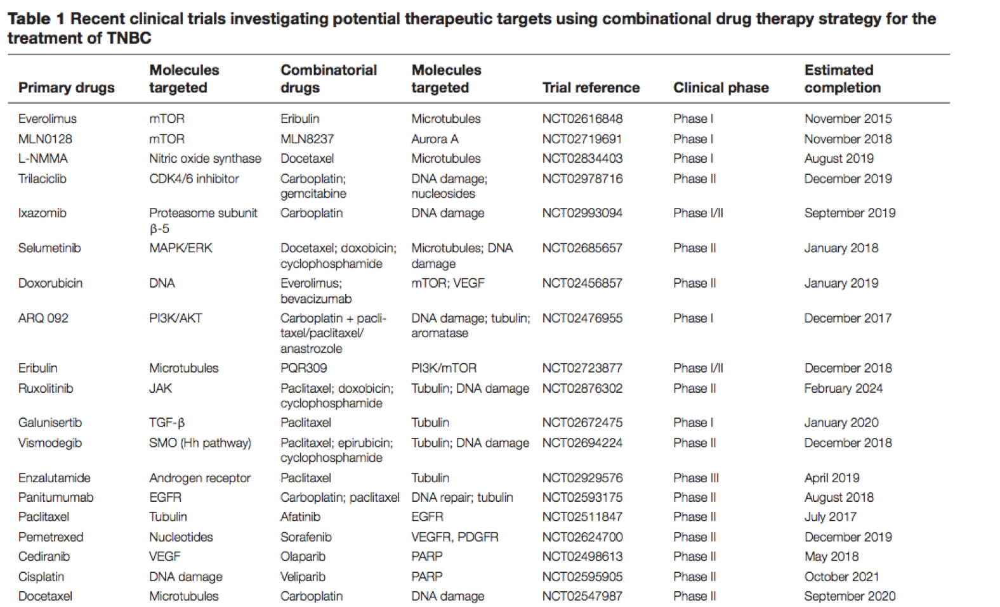 Table 1 Recent clinical trials investigating potential therapeutic targets using combinational drug therapy strategy for the
treatment of TNBC
Primary drugs Molecules targeted Combinatorial drugs Molecules targeted Trial reference Clinical phase Estimated completion
Everolimus mTOR Eribulin Microtubules NCT02616848 Phase I November 2015
MLN0128 mTOR MLN8237 Aurora A NCT02719691 Phase I November 2018
L-NMMA Nitric oxide synthase Docetaxel Microtubules NCT02834403 Phase I August 2019
Trilaciclib CDK4/6 inhibitor Carboplatin; DNA damage; NCT02978716 Phase II December 2019
gemcitabine nucleosides
Ixazomib Proteasome subunit Carboplatin DNA damage NCT02993094 Phase I/II September 2019
β-5
Selumetinib MAPK/ERK Docetaxel; doxobicin; Microtubules; DNA NCT02685657 Phase II January 2018
cyclophosphamide damage
Doxorubicin DNA Everolimus; mTOR; VEGF NCT02456857 Phase II January 2019
bevacizumab
ARQ 092 PI3K/AKT Carboplatin + pacli- DNA damage; tubulin; NCT02476955 Phase I December 2017
taxel/paclitaxel/ aromatase
anastrozole
Eribulin Microtubules PQR309 PI3K/mTOR NCT02723877 Phase I/II December 2018
Ruxolitinib JAK Paclitaxel; doxobicin; Tubulin; DNA damage NCT02876302 Phase II February 2024
cyclophosphamide
Galunisertib TGF-β Paclitaxel Tubulin NCT02672475 Phase I January 2020
Vismodegib SMO (Hh pathway) Paclitaxel; epirubicin; Tubulin; DNA damage NCT02694224 Phase II December 2018
cyclophosphamide
Enzalutamide Androgen receptor Paclitaxel Tubulin NCT02929576 Phase III April 2019
Panitumumab EGFR Carboplatin; paclitaxel DNA repair; tubulin NCT02593175 Phase II August 2018
Paclitaxel Tubulin Afatinib EGFR NCT02511847 Phase II July 2017
Pemetrexed Nucleotides Sorafenib VEGFR, PDGFR NCT02624700 Phase II December 2019
Cediranib VEGF Olaparib PARP NCT02498613 Phase II May 2018
Cisplatin DNA damage Veliparib PARP NCT02595905 Phase II October 2021
Docetaxel Microtubules Carboplatin DNA damage NCT02547987 Phase II September 2020